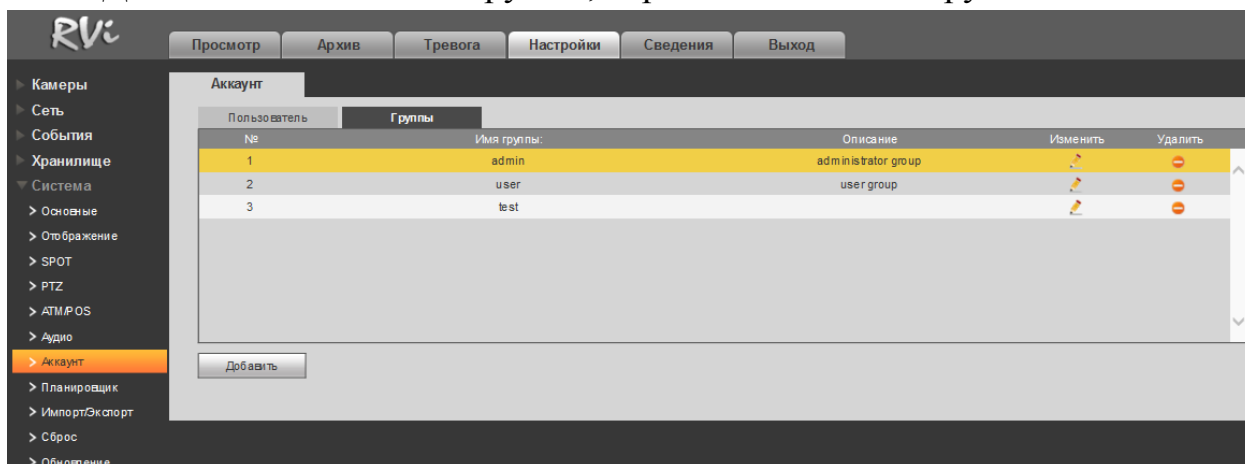 RVi
Просмотр Архив Тревога Настройки Сведения Выход
Камеры
Сеть
События
Хранилище
Система
Основные
Отображение
SPOT
PTZ
ATM/POS
Аудио
Аккаунт
Планировщик
Импорт/Экспорт
Сброс
Обновление
Аккаунт
Пользователь Группы
№ Имя группы: Описание Изменить Удалить
1 admin administrator group
2 user user group
3 test
Добавить